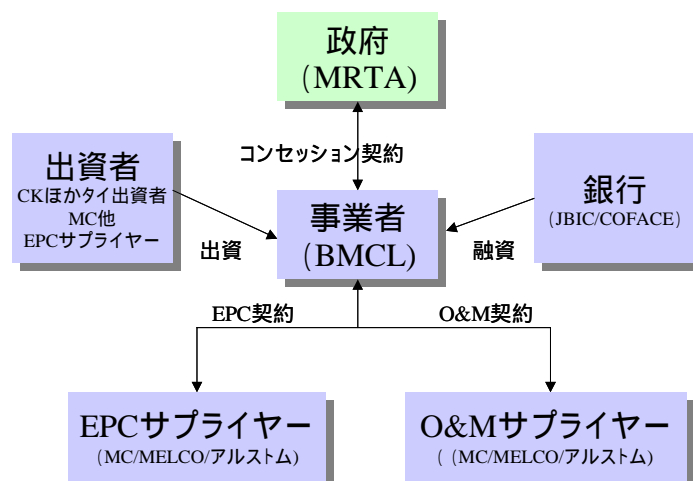 政府
(MRTA)
コンセッション契約
出資者
CKほかタイ出資者
MC他
EPCサプライヤー
出資
事業者
(BMCL)
融資
銀行
(JBIC/COFACE)
EPC契約
O&M契約
EPCサプライヤー
(MC/MELCO/アルストム)
O&Mサプライヤー
( (MC/MELCO/アルストム)